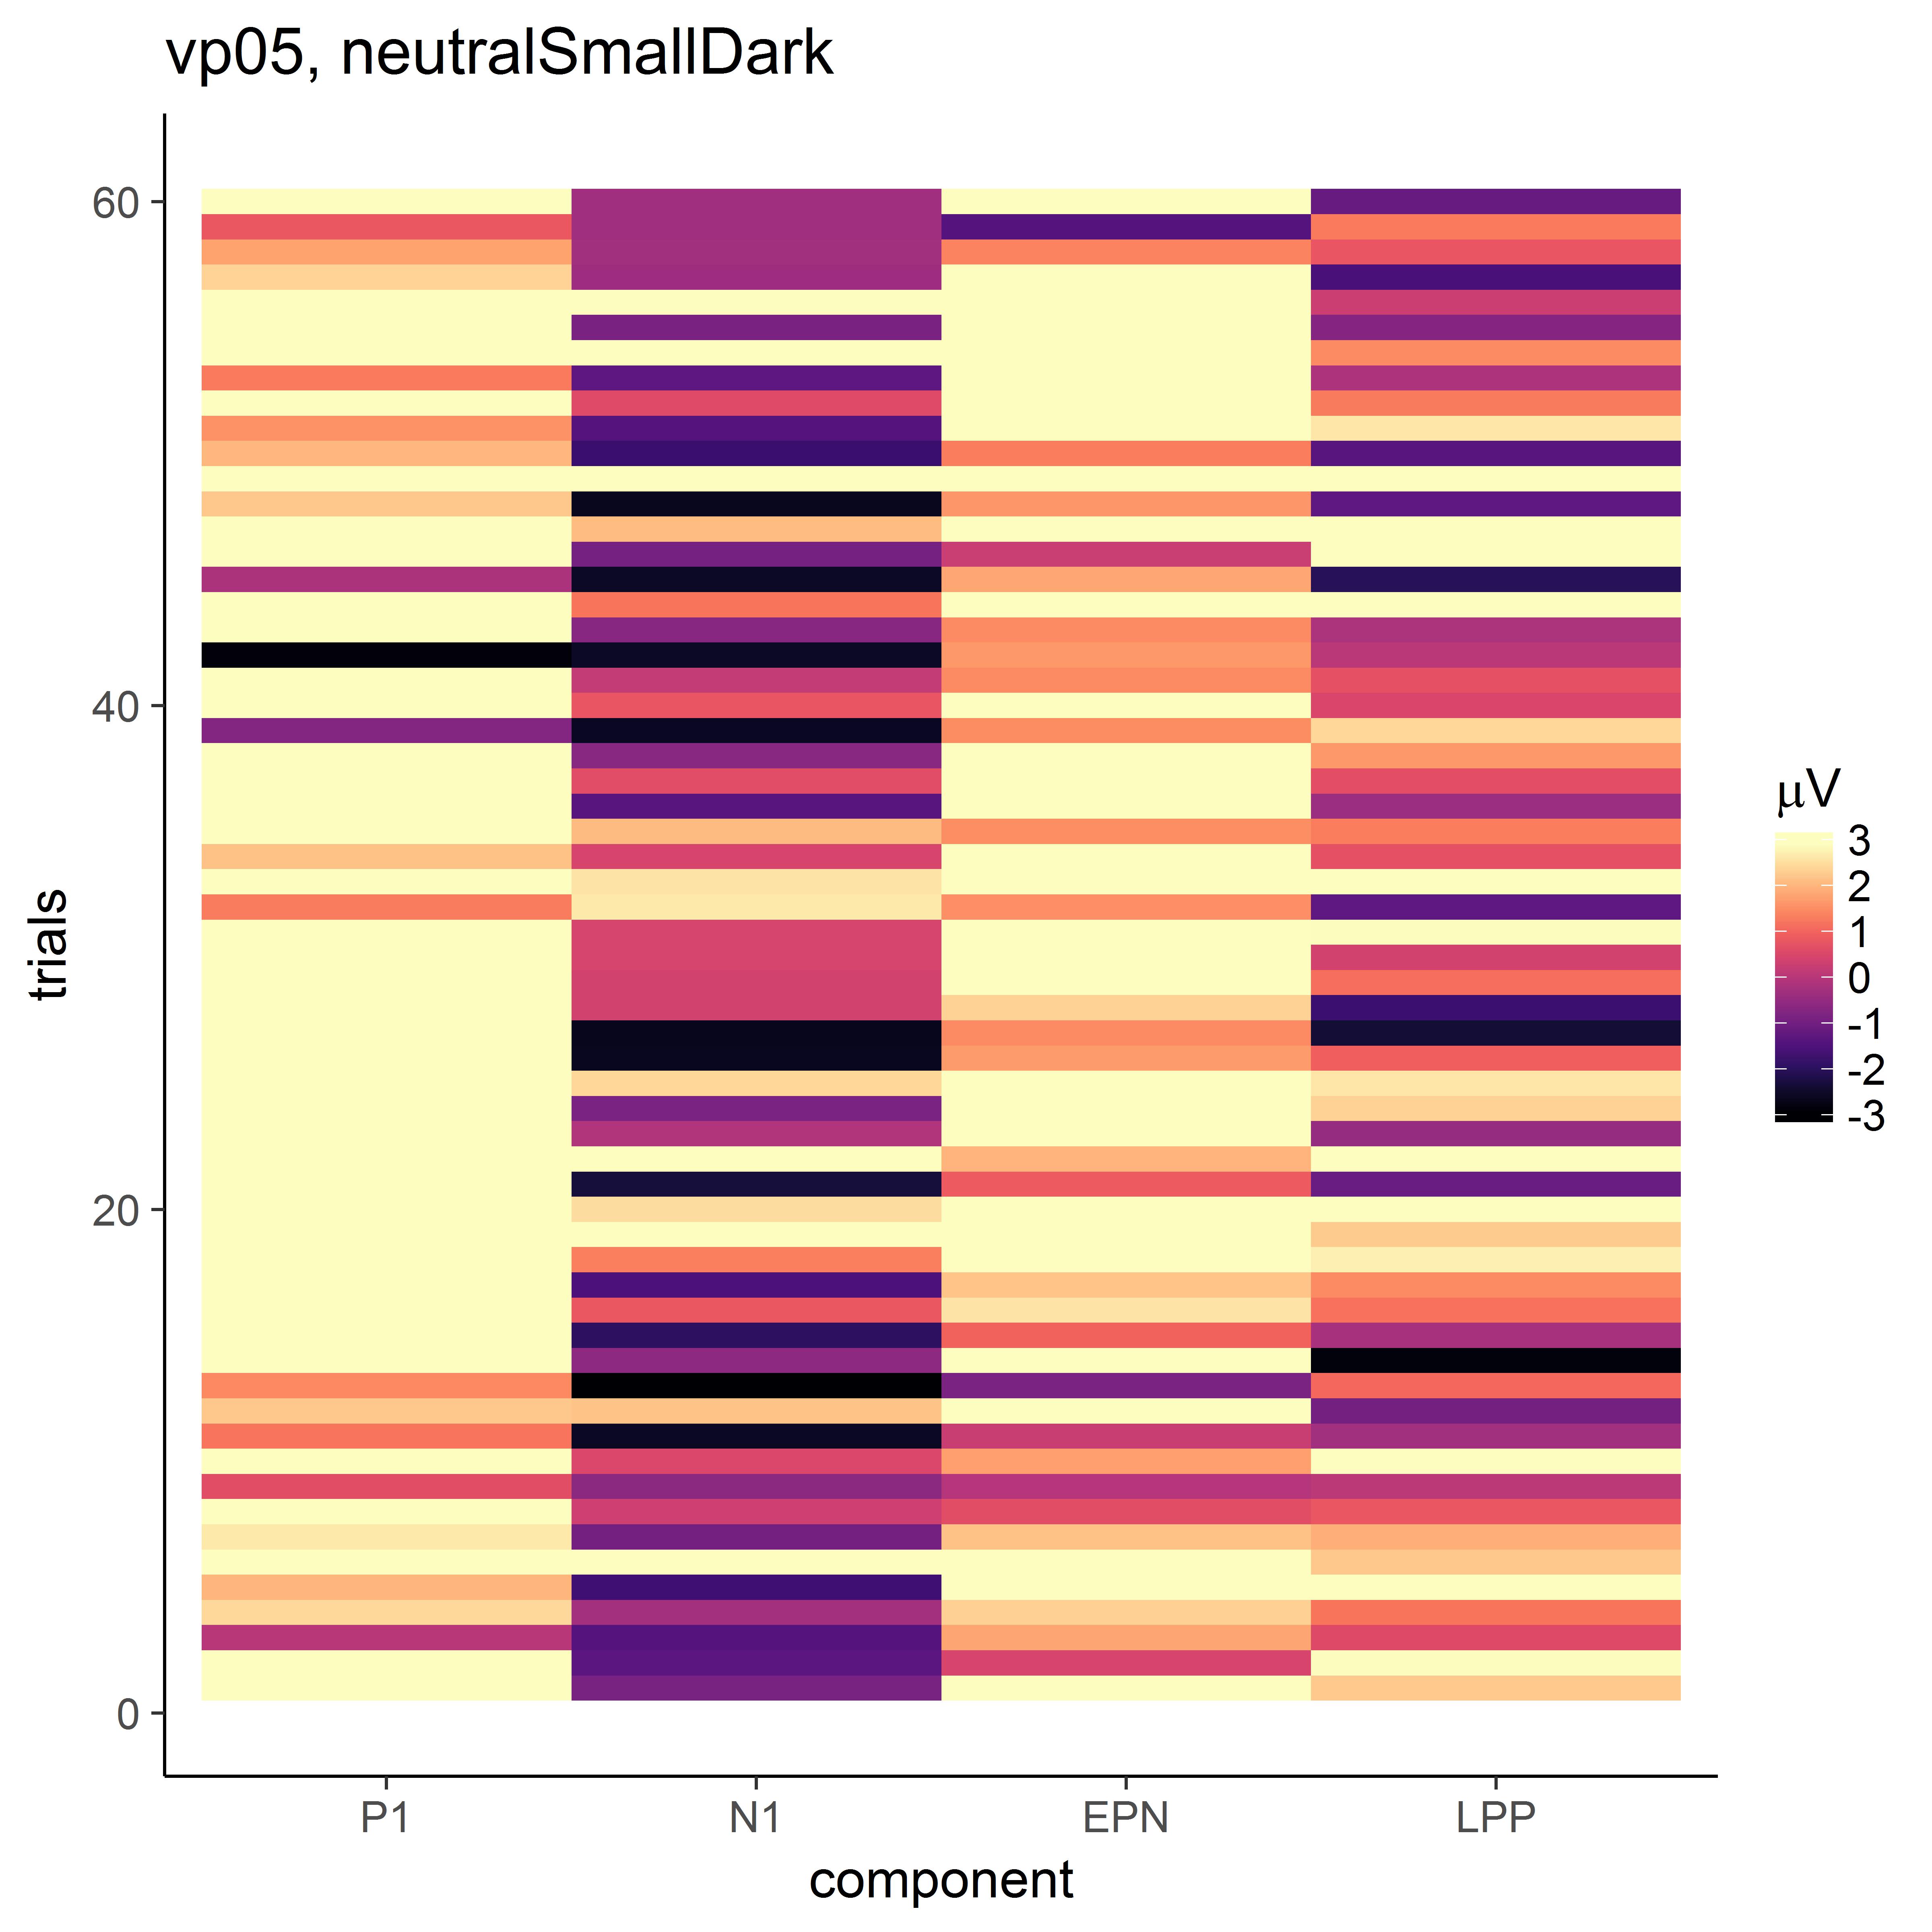 vp05, neutralSmallDark
60
40
20
0
trials
P1 N1 EPN LPP
component
μV
3
2
1
0
-1
-2
-3